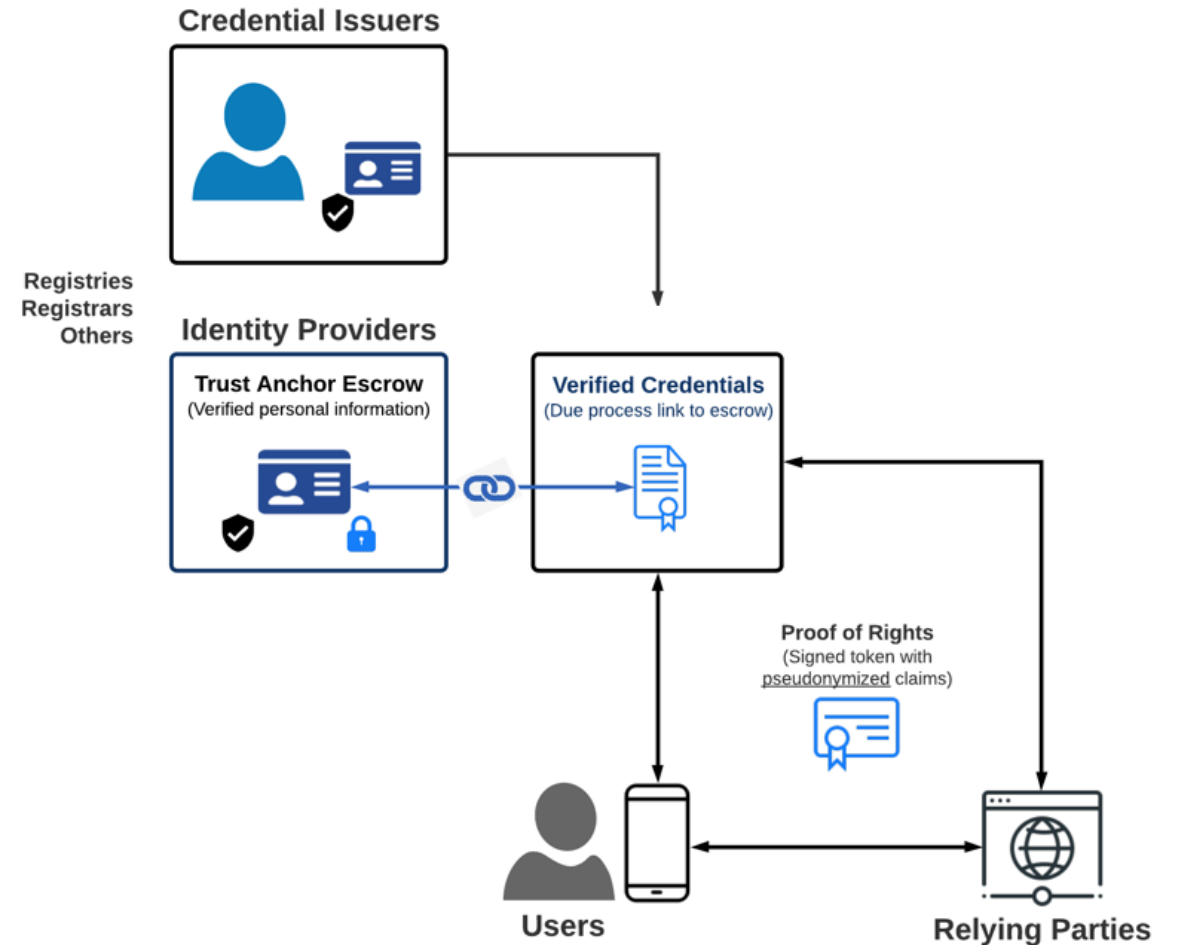 Credential Issuers
Registries
Registrars
Others
Identity Providers
Trust Anchor Escrow
(Verified personal information)
Verified Credentials
(Due process link to escrow)
Proof of Rights
(Signed token with
pseudonymized claims)
Users
Relying Parties